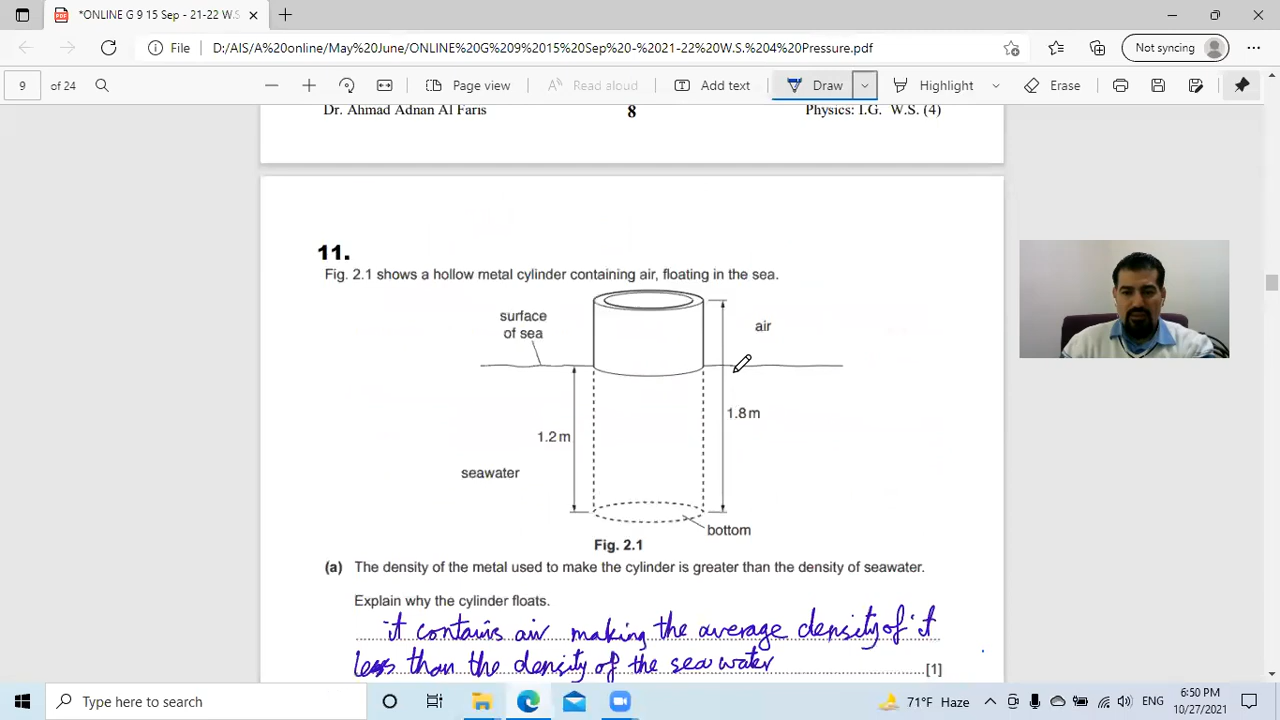 *ONLINE G 9 15 Sep - 21-22 W.S.
File
D:/AIS/A%20online/May%20June/ONLINE%20G%209%2015%20Sep%20-%2021-22%20W.S.%204%20Pressure.pdf
Not syncing
9 of 24
Page view
Read aloud
Add text
Draw
Highlight
Erase
Dr. Ahmad Adnan Al Faris 8 Physics: I.G. W.S. (4)
11.
Fig. 2.1 shows a hollow metal cylinder containing air, floating in the sea.
surface
of sea
air
1.8 m
1.2 m
seawater
bottom
Fig. 2.1
(a) The density of the metal used to make the cylinder is greater than the density of seawater.
Explain why the cylinder floats.
it contains air making the average density of it
less than the density of the sea water [1]
Type here to search
71°F Haze
ENG
6:50 PM
10/27/2021